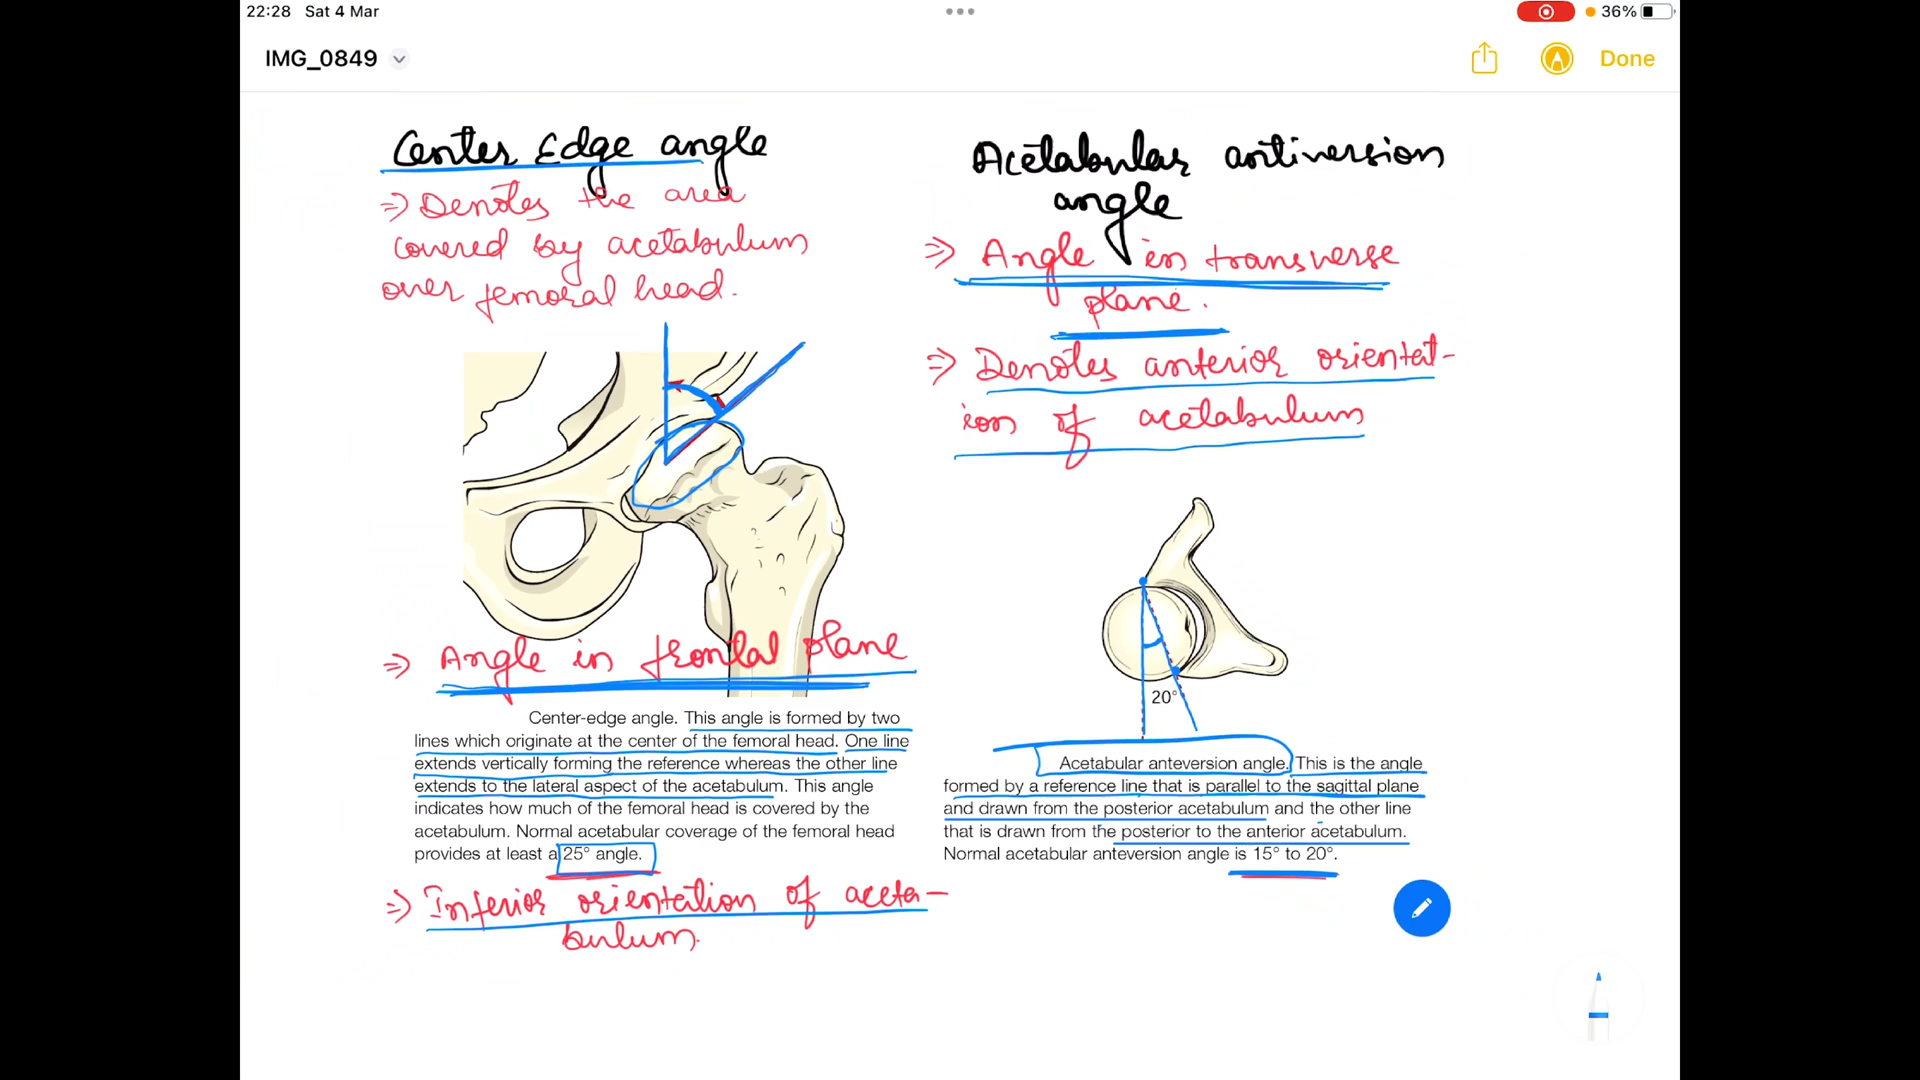 22:28 Sat 4 Mar
36%
IMG_0849
Done
Center Edge angle
⇒ Denotes the area
covered by acetabulum
over femoral head.
⇒ Angle in frontal plane
Center-edge angle. This angle is formed by two
lines which originate at the center of the femoral head. One line
extends vertically forming the reference whereas the other line
extends to the lateral aspect of the acetabulum. This angle
indicates how much of the femoral head is covered by the
acetabulum. Normal acetabular coverage of the femoral head
provides at least a 25° angle.
⇒ Inferior orientation of aceta-
bulum.
Acetabular antiversion
angle
⇒ Angle in transverse
plane.
⇒ Denotes anterior orientat-
ion of acetabulum
20°
Acetabular anteversion angle. This is the angle
formed by a reference line that is parallel to the sagittal plane
and drawn from the posterior acetabulum and the other line
that is drawn from the posterior to the anterior acetabulum.
Normal acetabular anteversion angle is 15° to 20°.